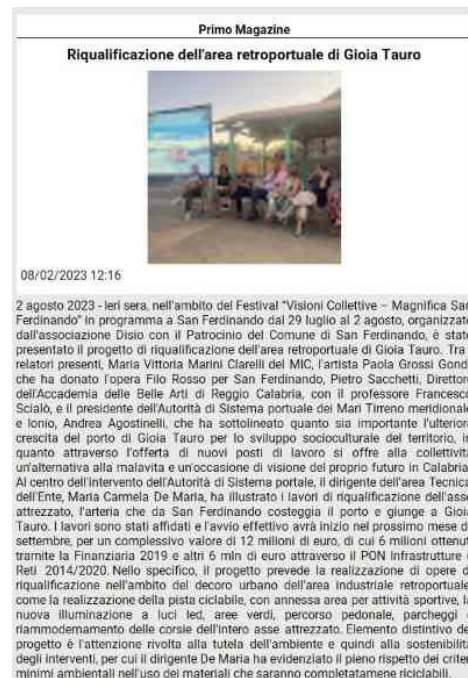 Primo Magazine
Riqualificazione dell'area retroportuale di Gioia Tauro
08/02/2023 12:16
2 agosto 2023 - Ieri sera, nell'ambito del Festival "Visioni Collettive – Magnifica San
Ferdinando" in programma a San Ferdinando dal 29 luglio al 2 agosto, organizzato
dall'associazione Disio con il Patrocinio del Comune di San Ferdinando, è stato
presentato il progetto di riqualificazione dell'area retroportuale di Gioia Tauro. Tra i
relatori presenti, Maria Vittoria Marini Clarelli del MIC, l'artista Paola Grossi Gondi
che ha donato l'opera Filo Rosso per San Ferdinando, Pietro Sacchetti, Direttore
dell'Accademia delle Belle Arti di Reggio Calabria, con il professore Francesco
Scialò, e il presidente dell'Autorità di Sistema portuale dei Mari Tirreno meridionale
e Ionio, Andrea Agostinelli, che ha sottolineato quanto sia importante l'ulteriore
crescita del porto di Gioia Tauro per lo sviluppo socioculturale del territorio, in
quanto attraverso l'offerta di nuovi posti di lavoro si offre alla collettività
un'alternativa alla malavita e un'occasione di visione del proprio futuro in Calabria.
Al centro dell'intervento dell'Autorità di Sistema portale, il dirigente dell'area Tecnica
dell'Ente, Maria Carmela De Maria, ha illustrato i lavori di riqualificazione dell'asse
attrezzato, l'arteria che da San Ferdinando costeggia il porto e giunge a Gioia
Tauro. I lavori sono stati affidati e l'avvio effettivo avrà inizio nel prossimo mese di
settembre, per un complessivo valore di 12 milioni di euro, di cui 6 milioni ottenuti
tramite la Finanziaria 2019 e altri 6 mln di euro attraverso il PON Infrastrutture e
Reti 2014/2020. Nello specifico, il progetto prevede la realizzazione di opere di
riqualificazione nell'ambito del decoro urbano dell'area industriale retroportuale,
come la realizzazione della pista ciclabile, con annessa area per attività sportive, la
nuova illuminazione a luci led, aree verdi, percorso pedonale, parcheggi e
riammodernamento delle corsie dell'intero asse attrezzato. Elemento distintivo del
progetto è l'attenzione rivolta alla tutela dell'ambiente e quindi alla sostenibilità
degli interventi, per cui il dirigente De Maria ha evidenziato il pieno rispetto dei criteri
minimi ambientali nell'uso dei materiali che saranno completatamene riciclabili.